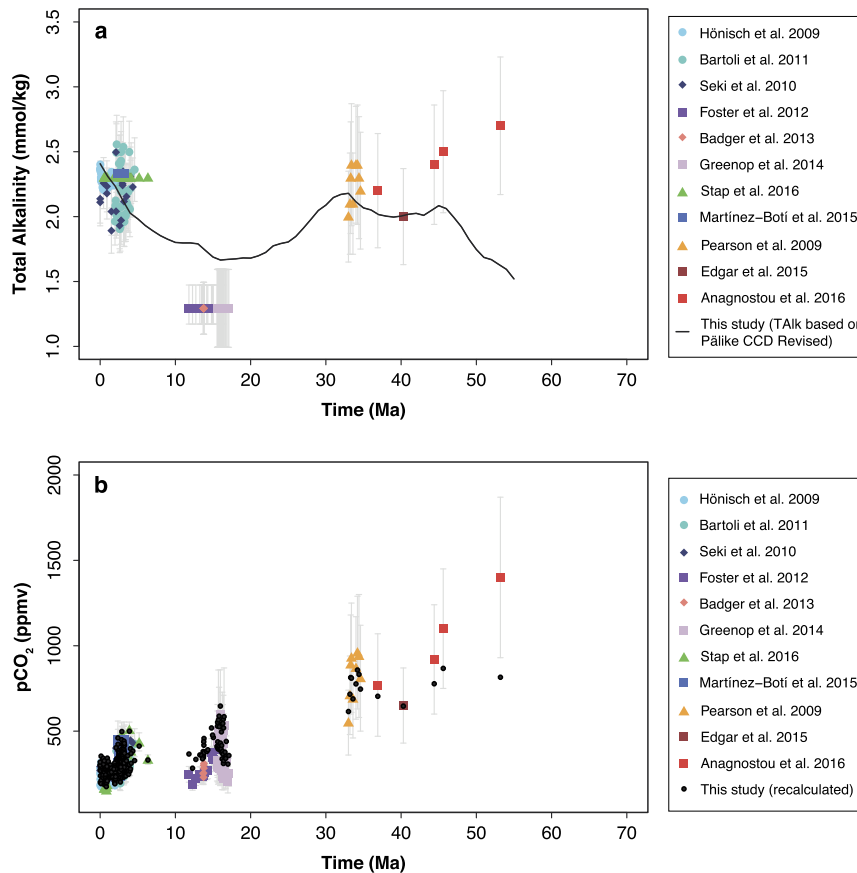 a
3.5
3.0
2.5
2.0
1.5
1.0
Total Alkalinity (mmol/kg)
0 10 20 30 40 50 60 70
Time (Ma)
Hönisch et al. 2009
Bartoli et al. 2011
Seki et al. 2010
Foster et al. 2012
Badger et al. 2013
Greenop et al. 2014
Stap et al. 2016
Martínez–Botí et al. 2015
Pearson et al. 2009
Edgar et al. 2015
Anagnostou et al. 2016
This study (TAlk based or
Pälike CCD Revised)
b
2000
1500
1000
500
pCO₂ (ppmv)
0 10 20 30 40 50 60 70
Time (Ma)
Hönisch et al. 2009
Bartoli et al. 2011
Seki et al. 2010
Foster et al. 2012
Badger et al. 2013
Greenop et al. 2014
Stap et al. 2016
Martínez–Botí et al. 2015
Pearson et al. 2009
Edgar et al. 2015
Anagnostou et al. 2016
This study (recalculated)